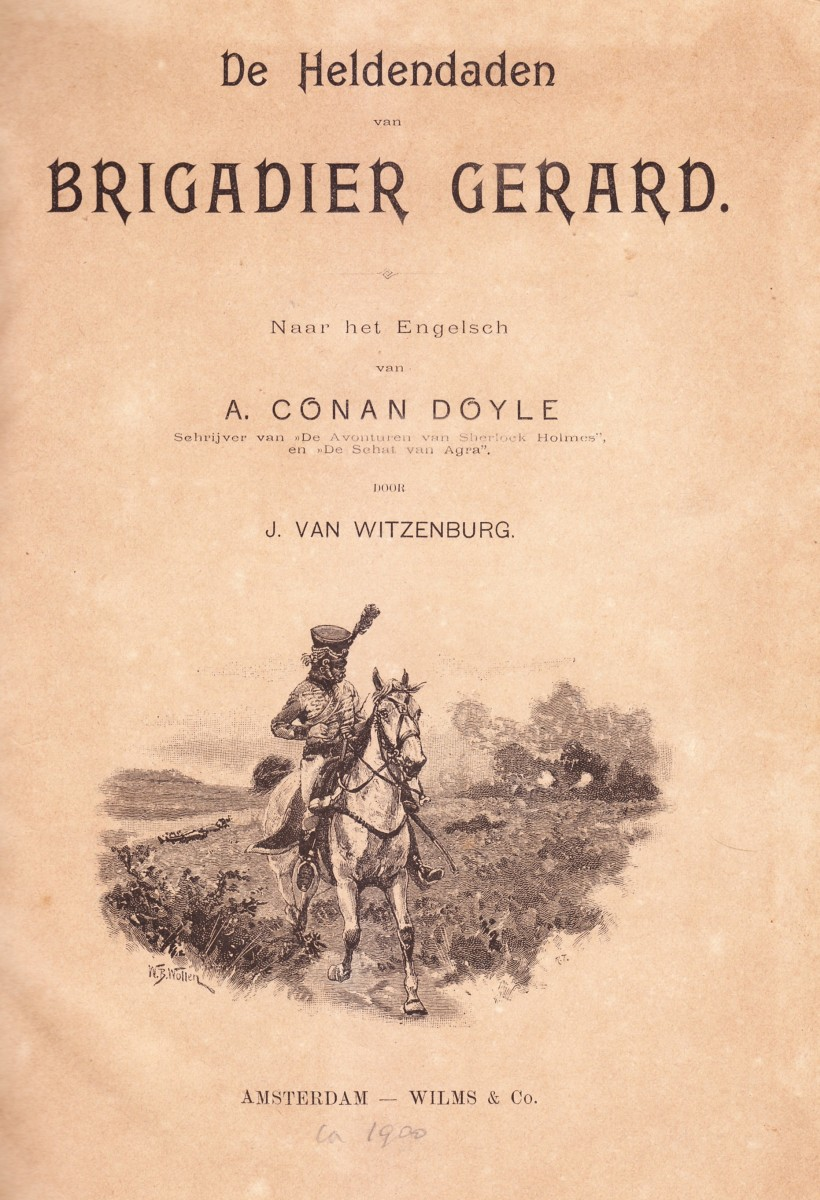 De Heldendaden
van
BRIGADIER GERARD.
Naar het Engelsch
van
A. CONAN DOYLE
Schrijver van »De Avonturen van Sherlock Holmes”,
en »De Schat van Agra”,
DOOR
J. VAN WITZENBURG.
W.B. Wollen
AMSTERDAM — WILMS & Co.
ca 1900